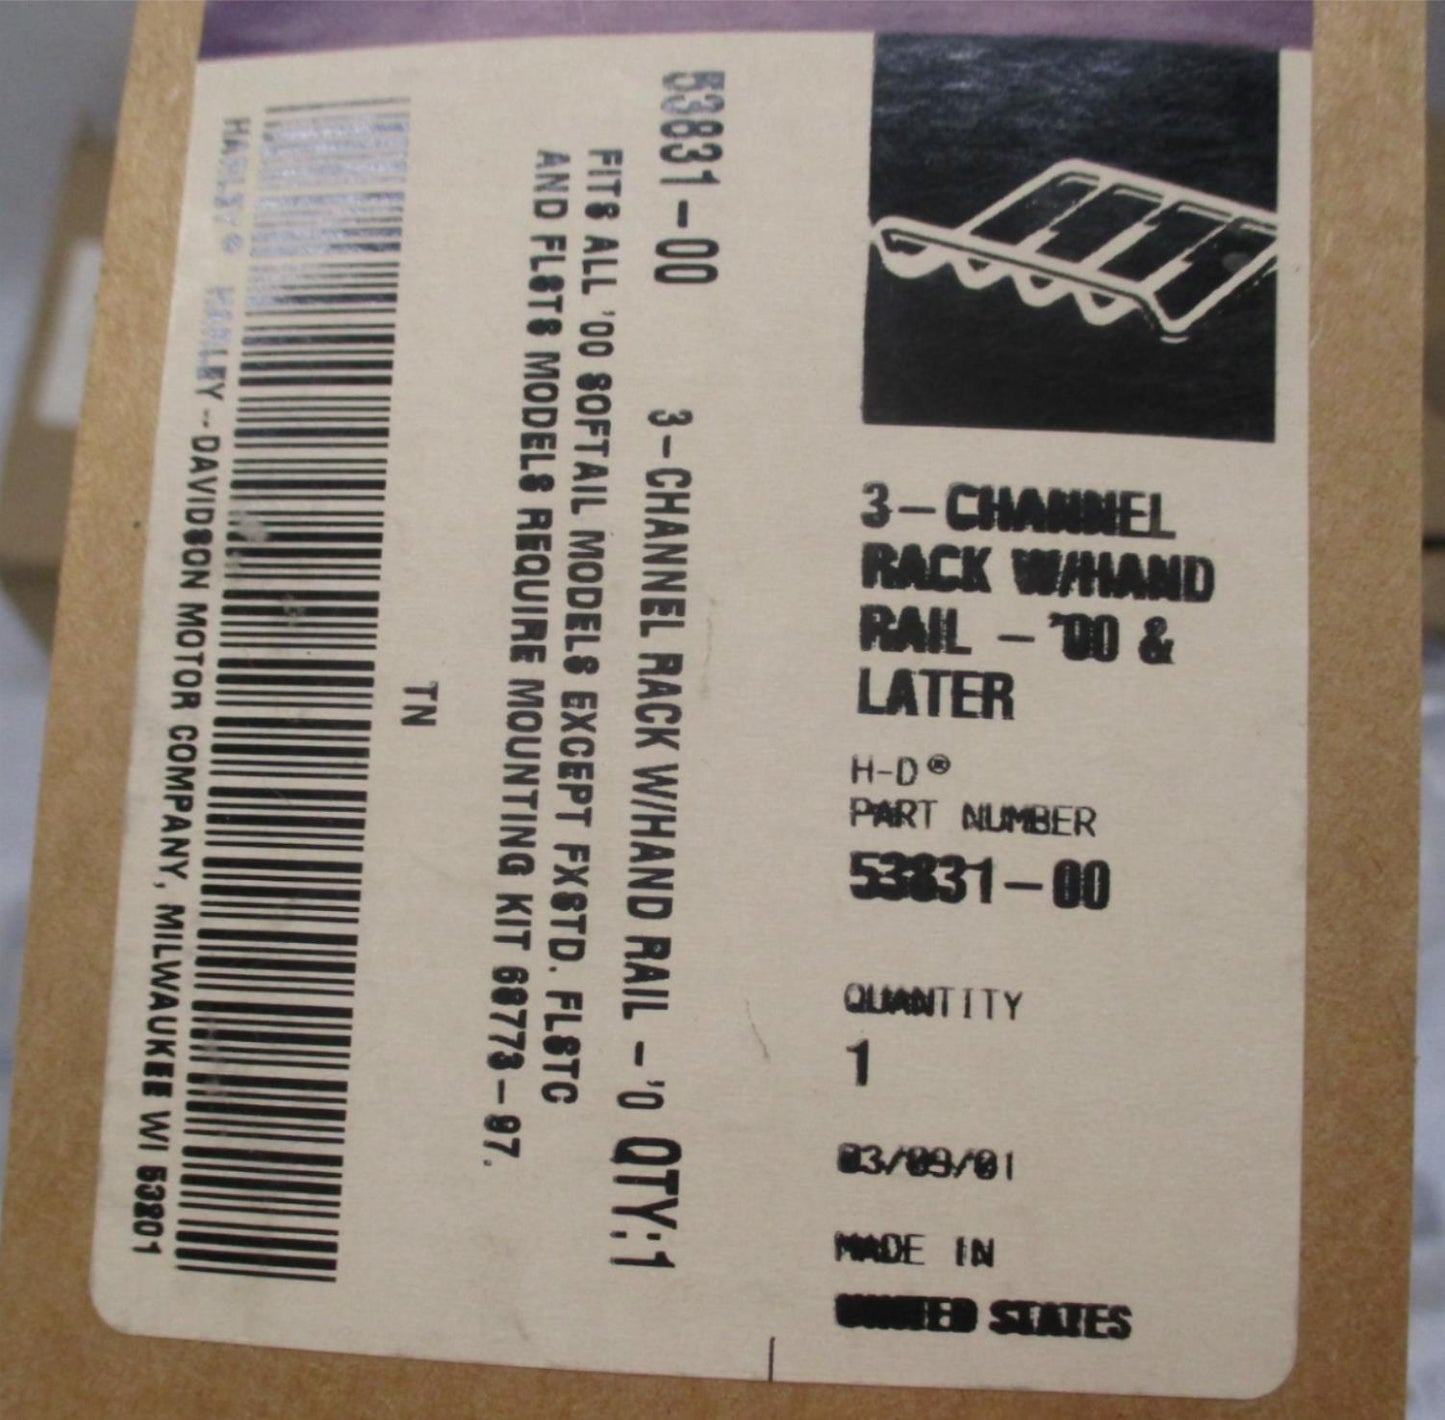 3-CHANNEL
RACK W/HAND
RAIL - '00 &
LATER
H-D®
PART NUMBER
53831-00
QUANTITY
1
03/09/01
MADE IN
UNITED STATES
53831-00 3-CHANNEL RACK W/HAND RAIL -'0 QTY:1
FITS ALL '00 SOFTAIL MODELS EXCEPT FXSTD. FLSTC
AND FLSTS MODELS REQUIRE MOUNTING KIT 68773-97.
TN
HARLEY-DAVIDSON MOTOR COMPANY, MILWAUKEE WI 53201